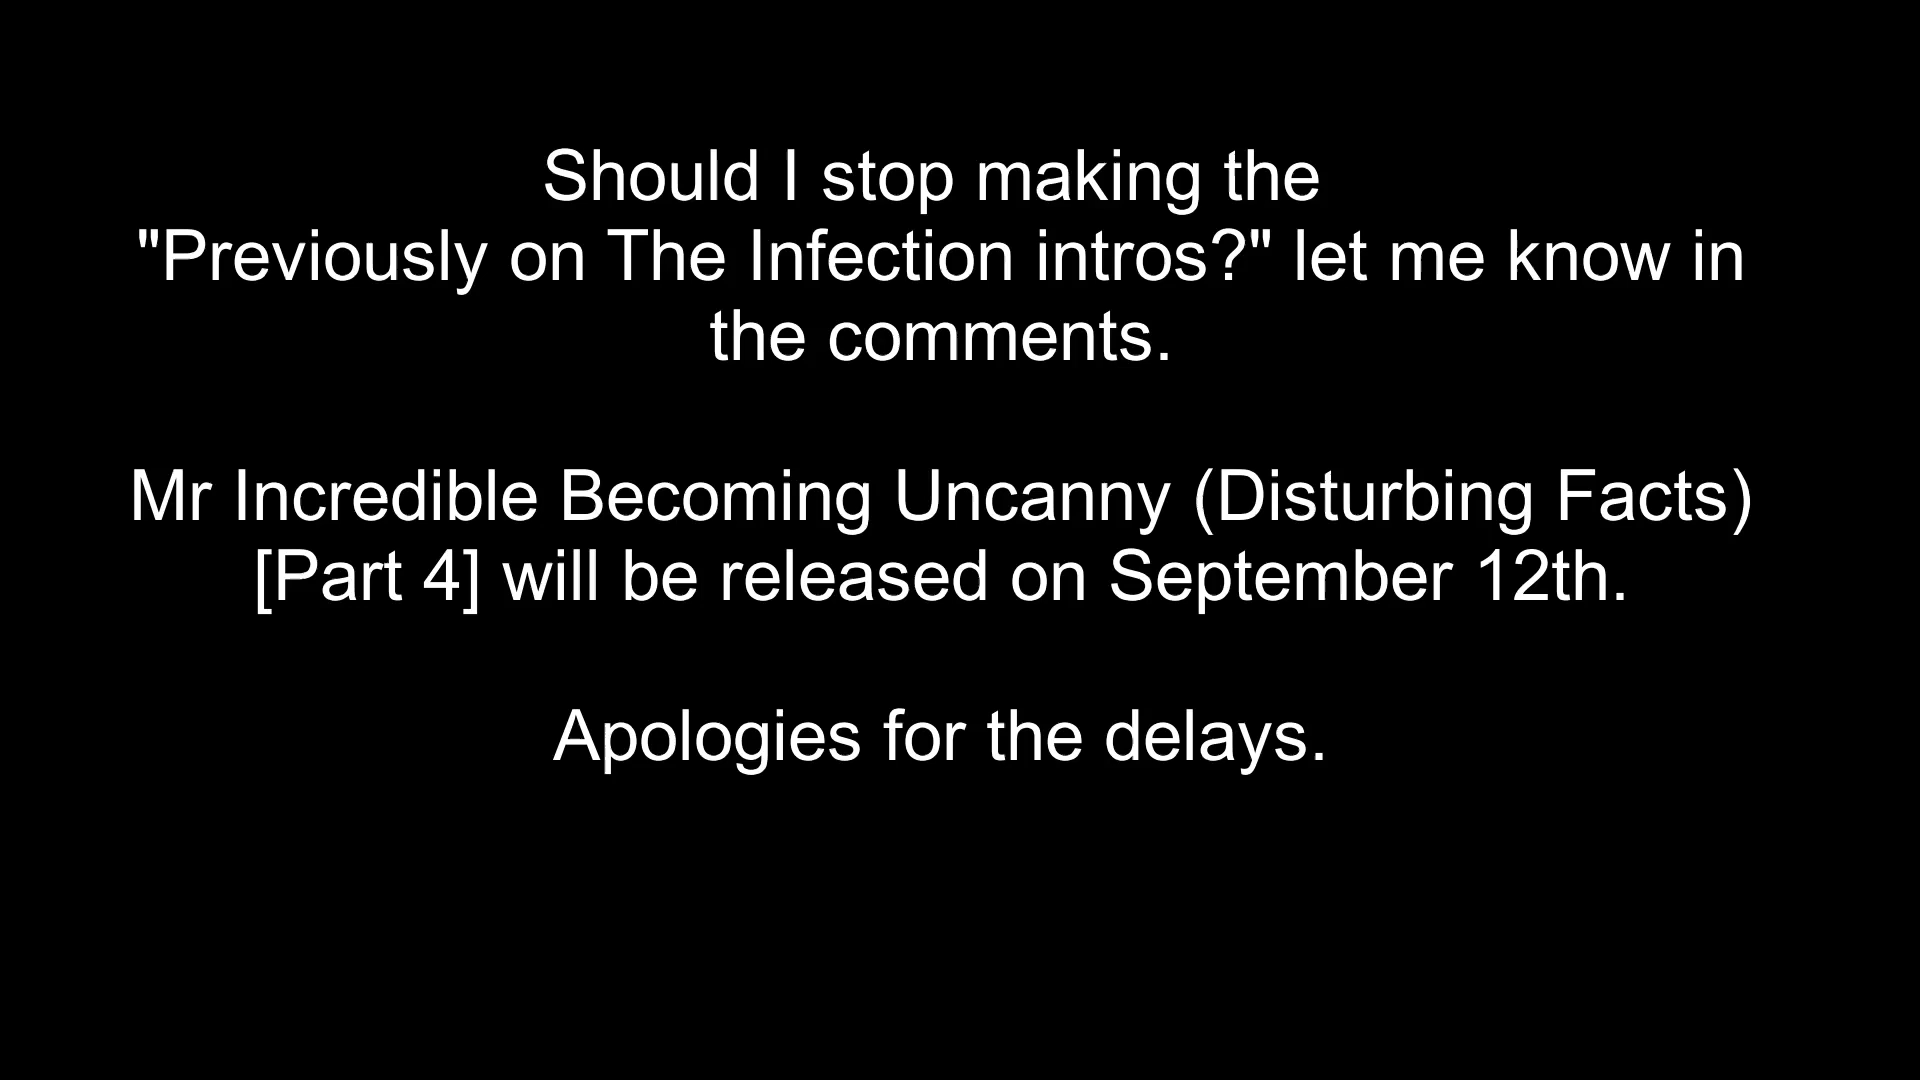 Should I stop making the
"Previously on The Infection intros?" let me know in
the comments.
Mr Incredible Becoming Uncanny (Disturbing Facts)
[Part 4] will be released on September 12th.
Apologies for the delays.